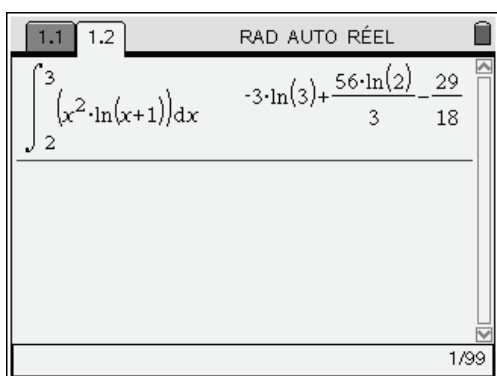 1.1 1.2 RAD AUTO RÉEL
∫₂³ (x²·ln(x+1))dx   -3·ln(3)+56·ln(2)/3-29/18
1/99